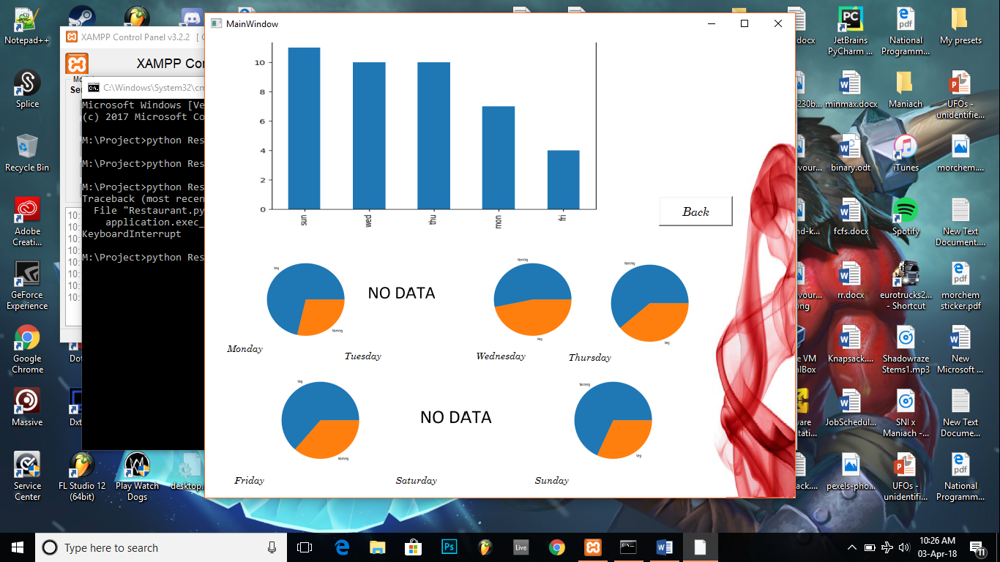 Notepad++
Splice
Recycle Bin
Adobe
Creati...
GeForce
Experience
Google
Chrome
Massive
Service
Center
FL Studio 12
(64bit)
Play Watch
Dogs
desktop.
XAMPP Control Panel v3.2.2 [ C
XAMPP Con
C:\Windows\System32\cm
Microsoft Windows [Ve
(c) 2017 Microsoft Co
M:\Project>python Res
M:\Project>python Res
M:\Project>python Res
Traceback (most recen
File "Restaurant.py
application.exec_
KeyboardInterrupt
M:\Project>python Res
10:
10:
10:
10:
10:
10:
10:
10:
Dot
Dxt
MainWindow
10
8
6
4
2
0
sun
wed
thu
mon
fri
Back
Veg
NonVeg
NO DATA
NonVeg
Veg
NonVeg
Veg
Monday
Tuesday
Wednesday
Thursday
Veg
NonVeg
NO DATA
NonVeg
Veg
Friday
Saturday
Sunday
.docx
JetBrains
PyCharm ...
National
Programm...
My presets
230b...
minmax.docx
Maniach
UFOs -
unidentifie...
vour...
binary.odt
iTunes
morchem....
nd-k...
fcfs.docx
Spotify
New Text
Document....
vour...
ong
rr.docx
eurotrucks2...
- Shortcut
morchem
sticker.pdf
e VM
alBox
Knapsack....
Shadowraze
Stems1.mp3
New
Microsoft ...
ware
tati...
JobSchedul...
SNI x
Maniach -...
New Text
Docume...
ack....
pexels-pho...
UFOs -
unidentifi...
National
Programm...
Type here to search
Ps
Live
10:26 AM
03-Apr-18
11